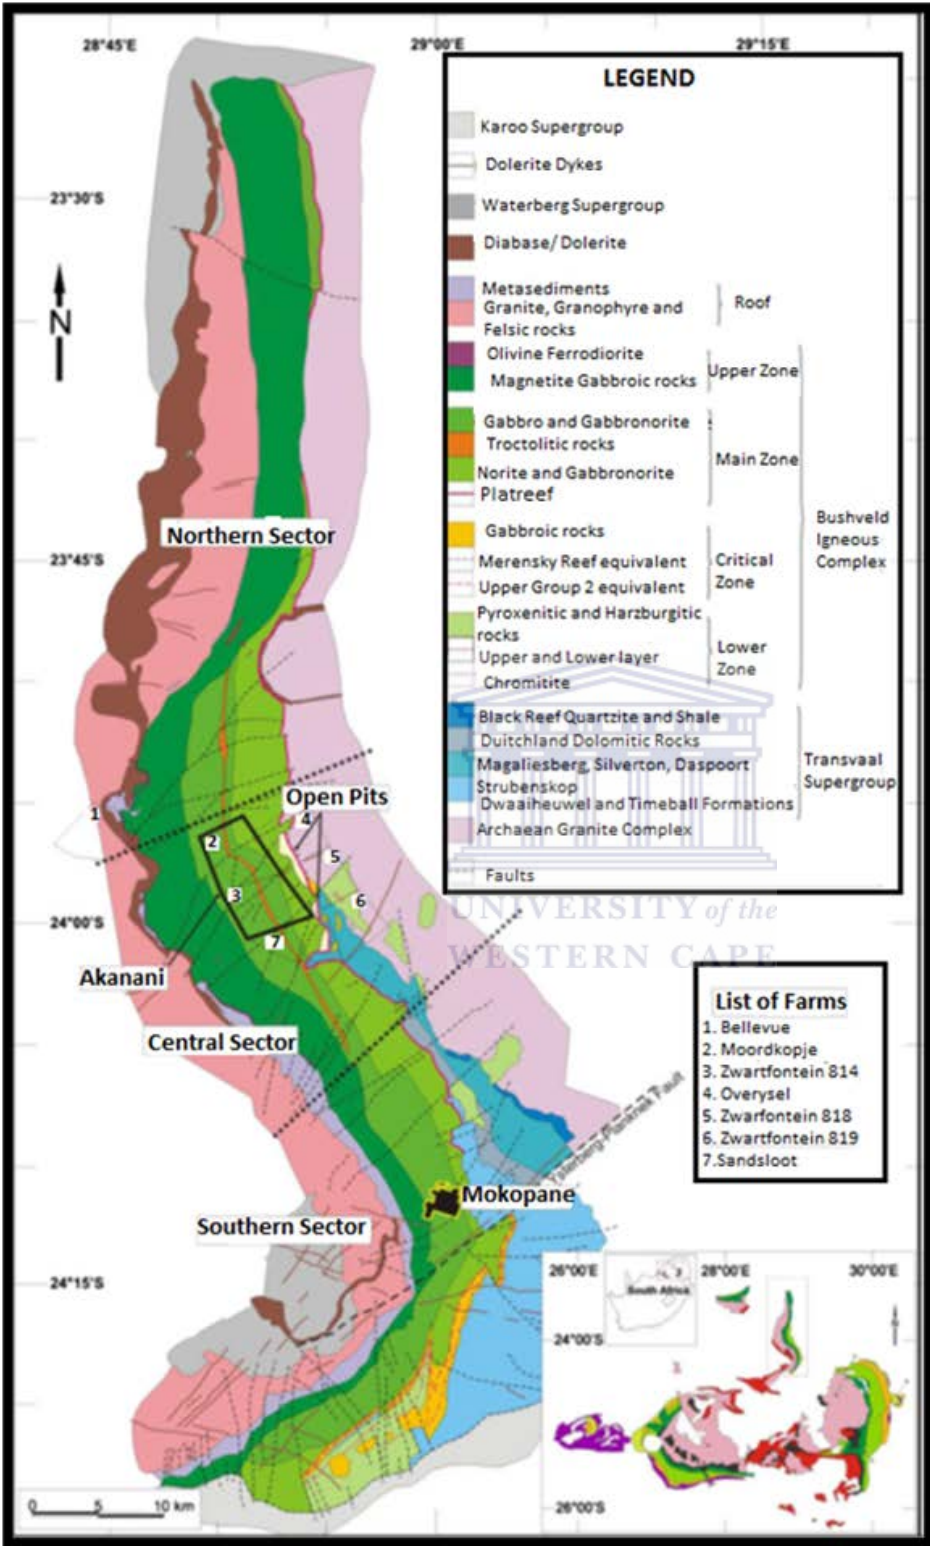 28°45'E
29°00'E
29°15'E
LEGEND
Karoo Supergroup
Dolerite Dykes
23°30'S
Waterberg Supergroup
Diabase/ Dolerite
Metasediments
Granite, Granophyre and
Felsic rocks
Roof
N
Olivine Ferrodiorite
Magnetite Gabbroic rocks
Upper Zone
Gabbro and Gabbronorite
Troctolitic rocks
Norite and Gabbronorite
Platreef
Main Zone
Northern Sector
23°45'S
Gabbroic rocks
Merensky Reef equivalent
Upper Group 2 equivalent
Critical
Zone
Bushveld
Igneous
Complex
Pyroxenitic and Harzburgitic
rocks
Upper and Lower layer
Chromitite
Lower
Zone
Black Reef Quartzite and Shale
Duitchland Dolomitic Rocks
Magaliesberg, Silverton, Daspoort
Strubenskop
Dwaaiheuwel and Timeball Formations
Transvaal
Supergroup
Archaean Granite Complex
Faults
Open Pits
1
2
3
4
5
6
7
24°00'S
UNIVERSITY of the
WESTERN CAPE
Akanani
Central Sector
List of Farms
1. Bellevue
2. Moordkopje
3. Zwartfontein 814
4. Overysel
5. Zwarfontein 818
6. Zwartfontein 819
7.Sandsloot
Ysterberg-Planknek Fault
Mokopane
Southern Sector
24°15'S
26°00'E
28°00'E
30°00'E
South Africa
24°00'S
26°00'S
0 5 10 km